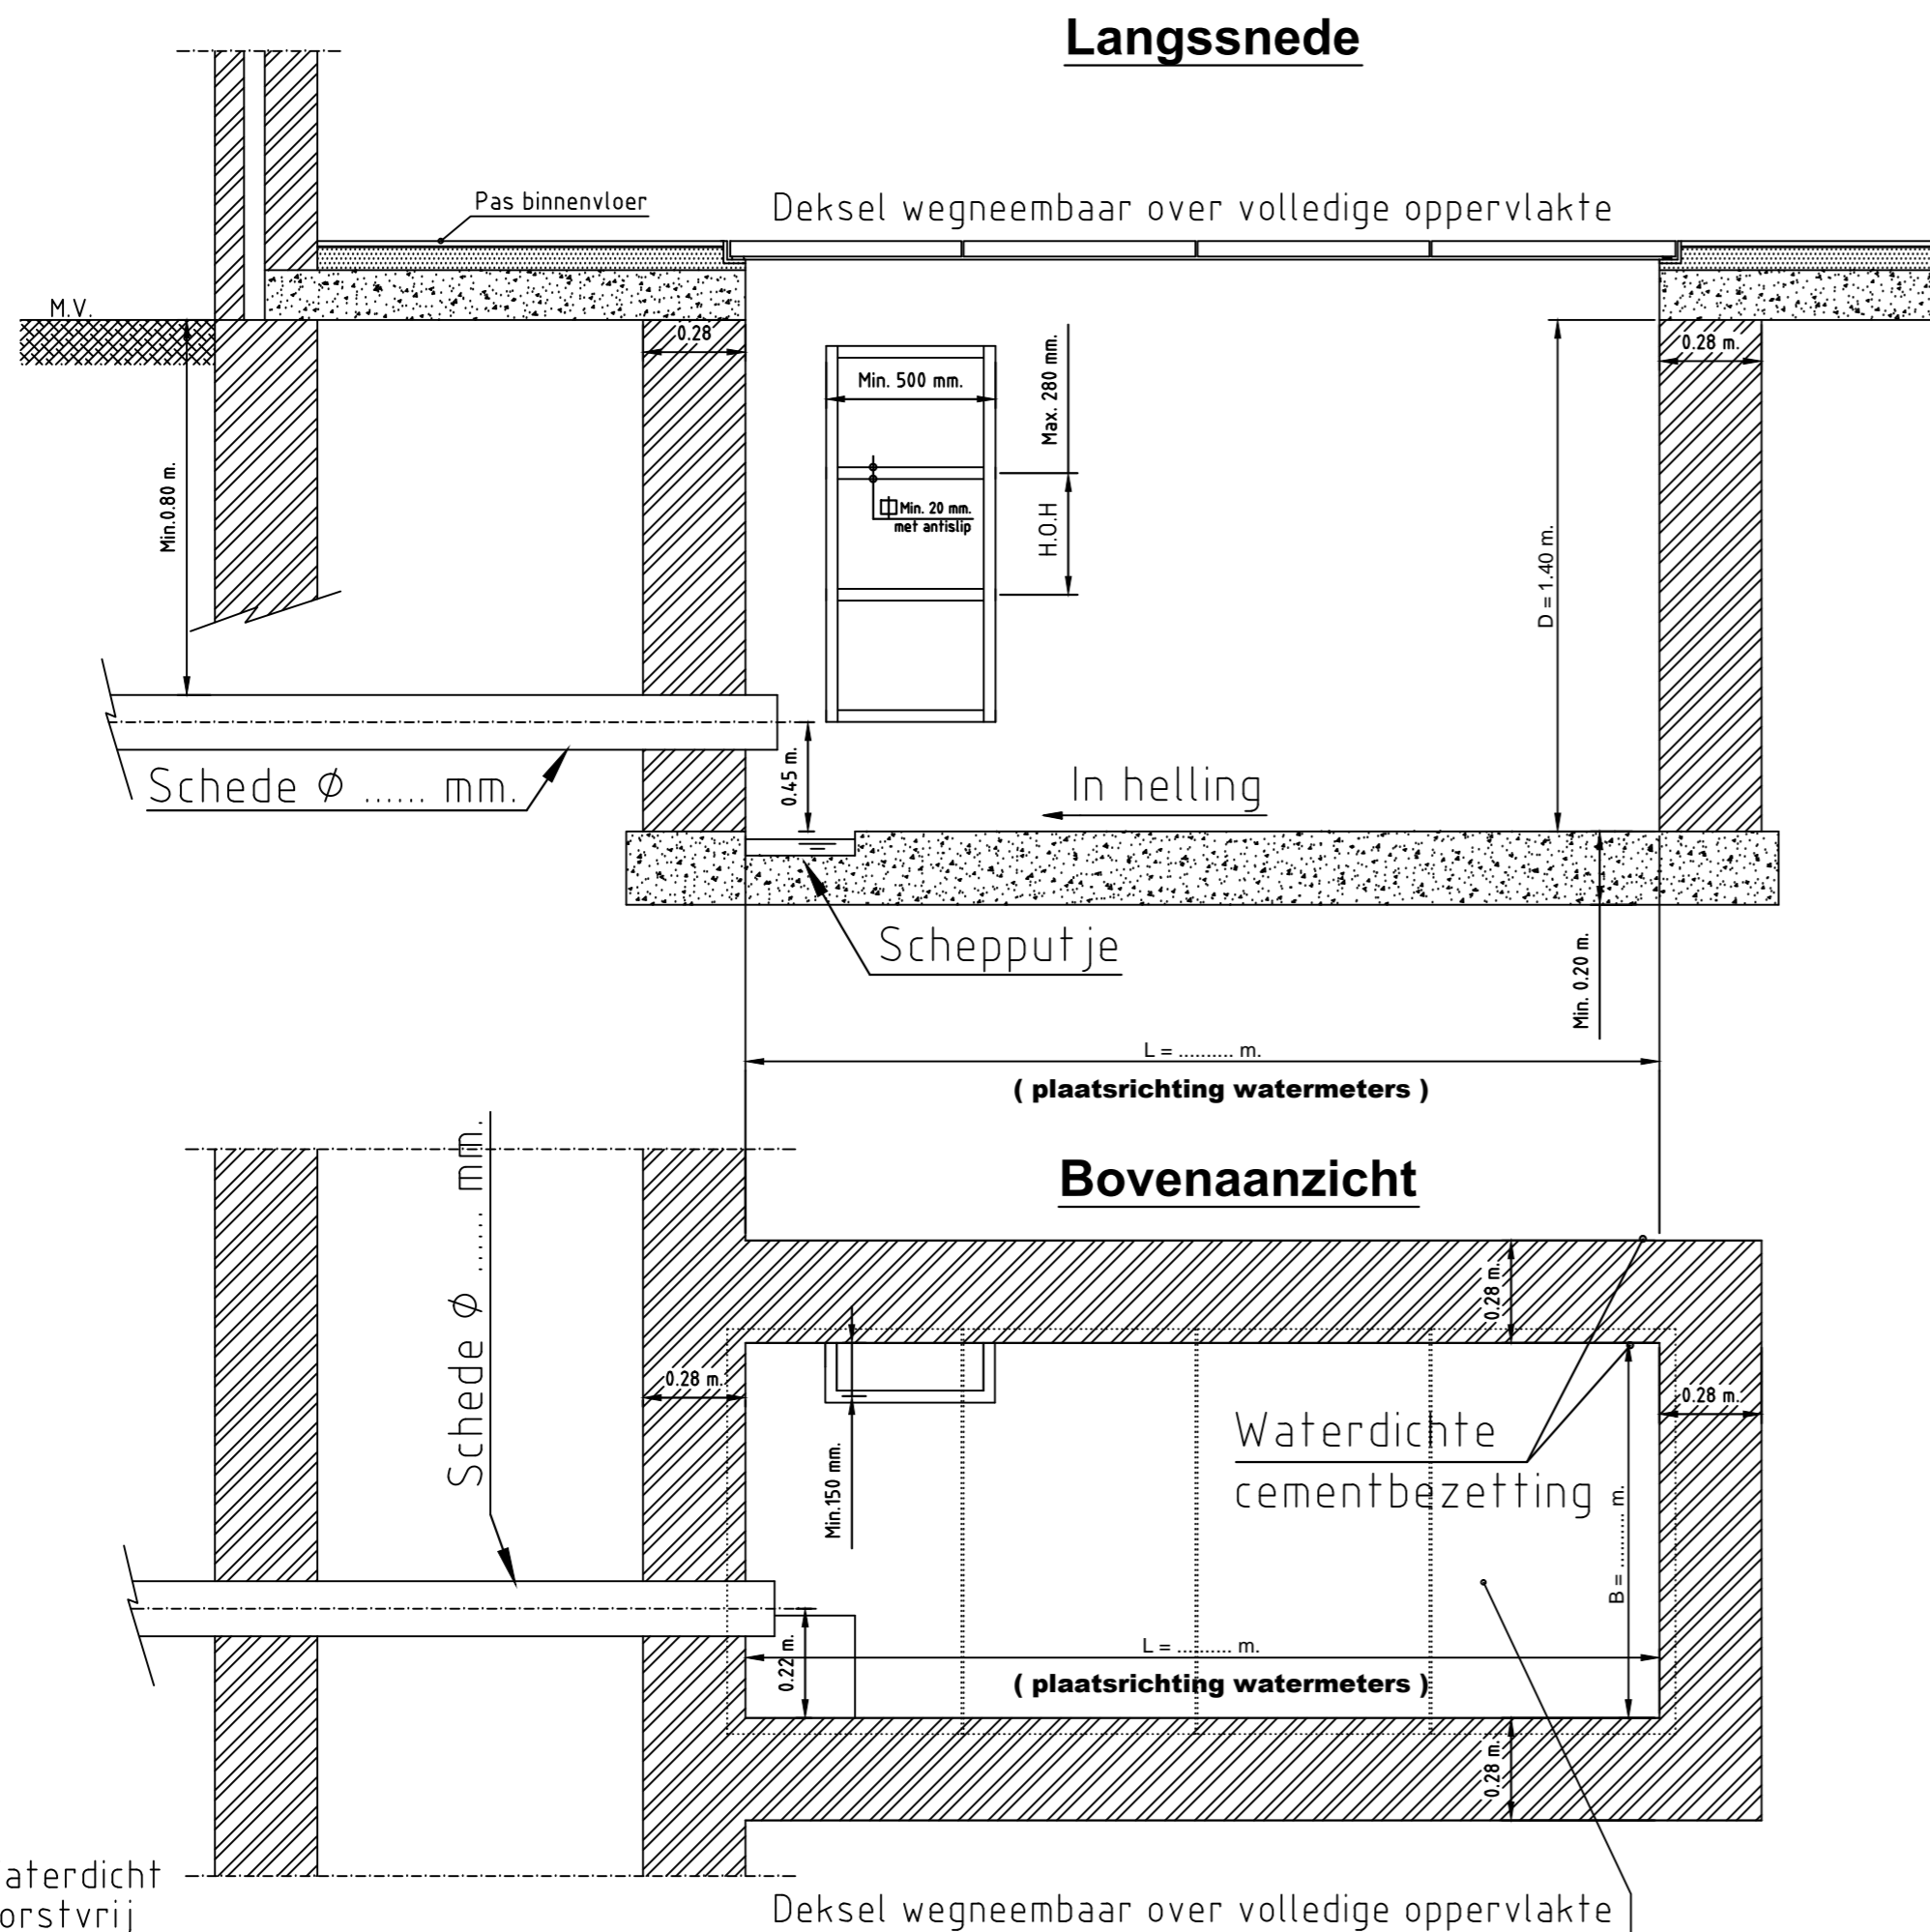 Langssnede
Pas binnenvloer
Deksel wegneembaar over volledige oppervlakte
M.V.
0.28
0.28 m.
Min. 500 mm.
Max. 280 mm.
Min.0.80 m.
Min. 20 mm.
met antislip
H.O.H
D = 1.40 m.
0.45 m.
In helling
Schede Ø ...... mm.
Schepputje
Min. 0.20 m.
L = .......... m.
( plaatsrichting watermeters )
Bovenaanzicht
Schede Ø ...... mm.
0.28 m.
0.28 m.
0.28 m.
Waterdichte
cementbezetting
Min.150 mm.
B = .......... m.
0.22 m.
L = .......... m.
( plaatsrichting watermeters )
0.28 m.
aterdicht
orstvrij
Deksel wegneembaar over volledige oppervlakte